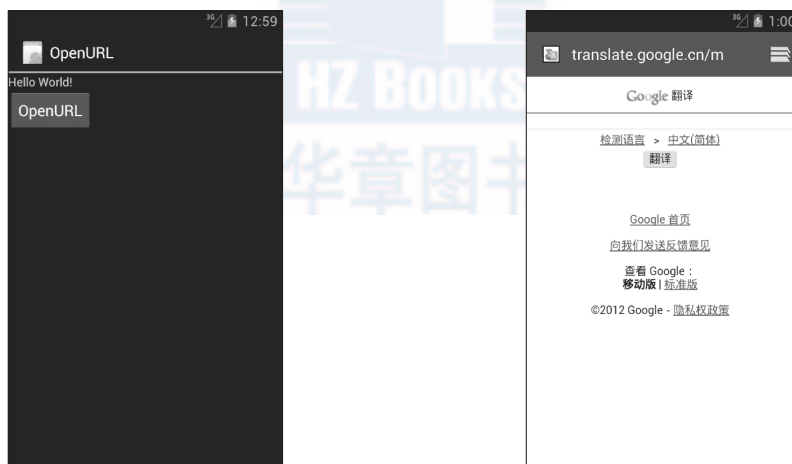 3G 12:59
OpenURL
Hello World!
OpenURL
HZ BOOKS
华章图书
3G 1:00
translate.google.cn/m
Google 翻译
检测语言 > 中文(简体)
翻译
Google 首页
向我们发送反馈意见
查看 Google：
移动版 | 标准版
©2012 Google - 隐私权政策